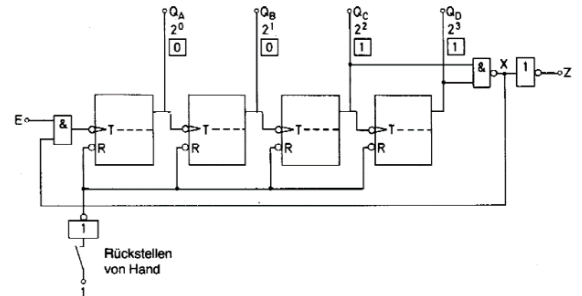 Q_A Q_B Q_C Q_D
2^0 2^1 2^2 2^3
0 0 1 1
& X 1 Z
E & T T T T
R R R R
1
Rückstellen
von Hand
1